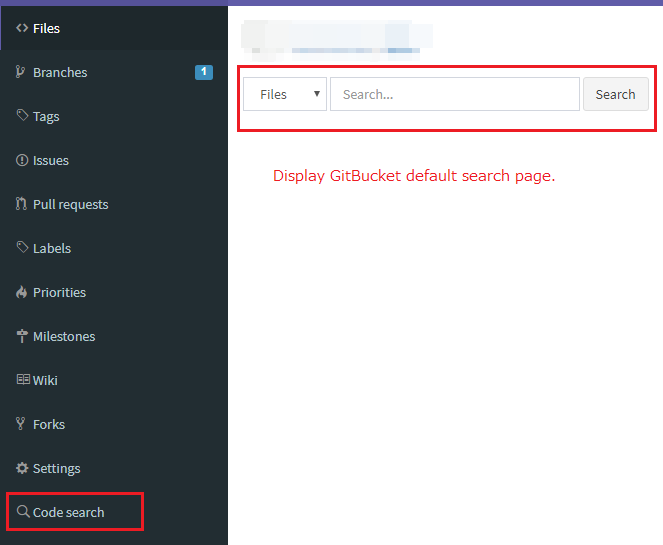 Files
Branches 1
Tags
Issues
Pull requests
Labels
Priorities
Milestones
Wiki
Forks
Settings
Code search
Files Search... Search
Display GitBucket default search page.